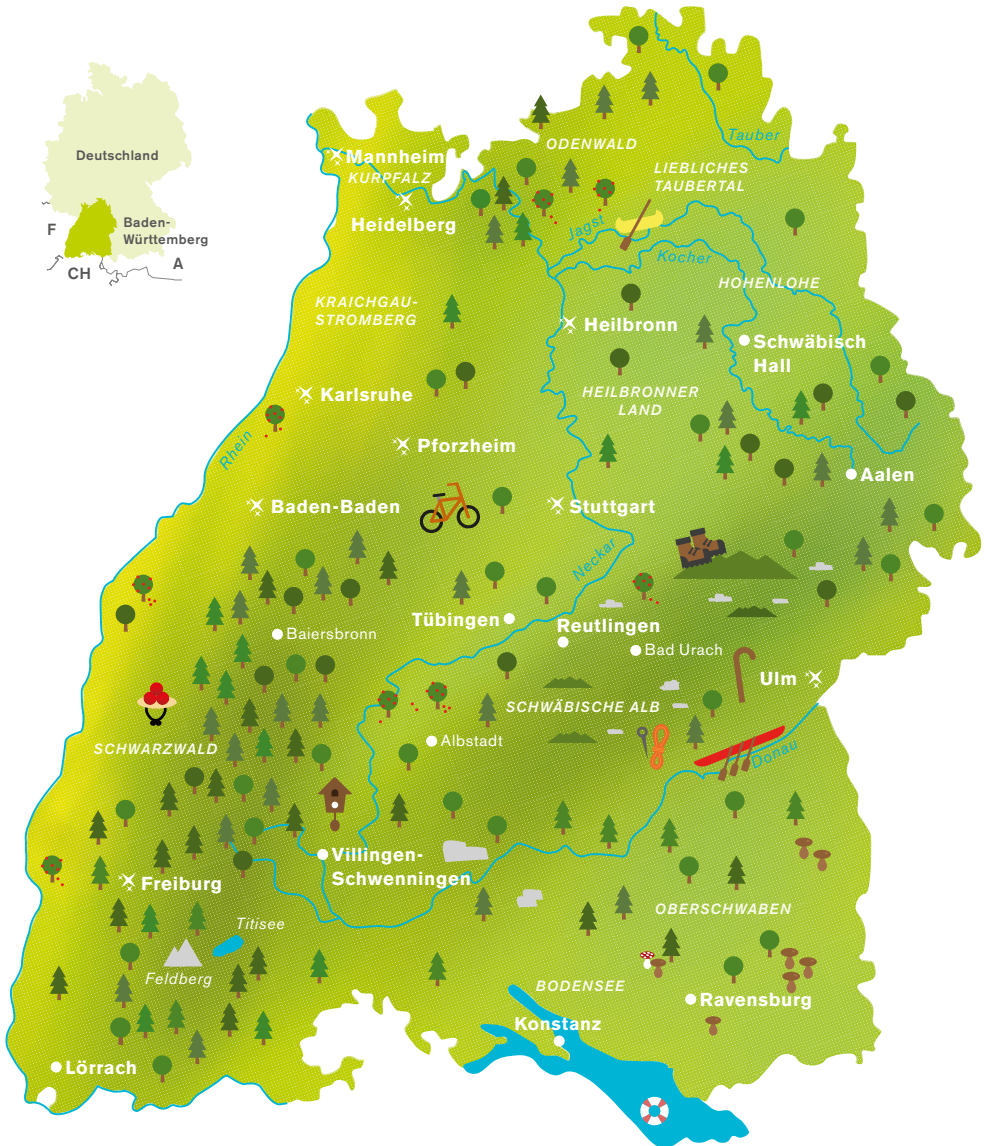 Deutschland
F
Baden-
Württemberg
CH
A
Tauber
ODENWALD
Mannheim
KURPFALZ
LIEBLICHES
TAUBERTAL
Heidelberg
Jagst
Kocher
HOHENLOHE
KRAICHGAU-
STROMBERG
Heilbronn
Schwäbisch
Hall
Karlsruhe
HEILBRONNER
LAND
Rhein
Pforzheim
Aalen
Baden-Baden
Stuttgart
Neckar
Tübingen
Reutlingen
Baiersbronn
Bad Urach
Ulm
SCHWÄBISCHE ALB
SCHWARZWALD
Albstadt
Donau
Villingen-
Schwenningen
Freiburg
Titisee
OBERSCHWABEN
Feldberg
BODENSEE
Ravensburg
Konstanz
Lörrach